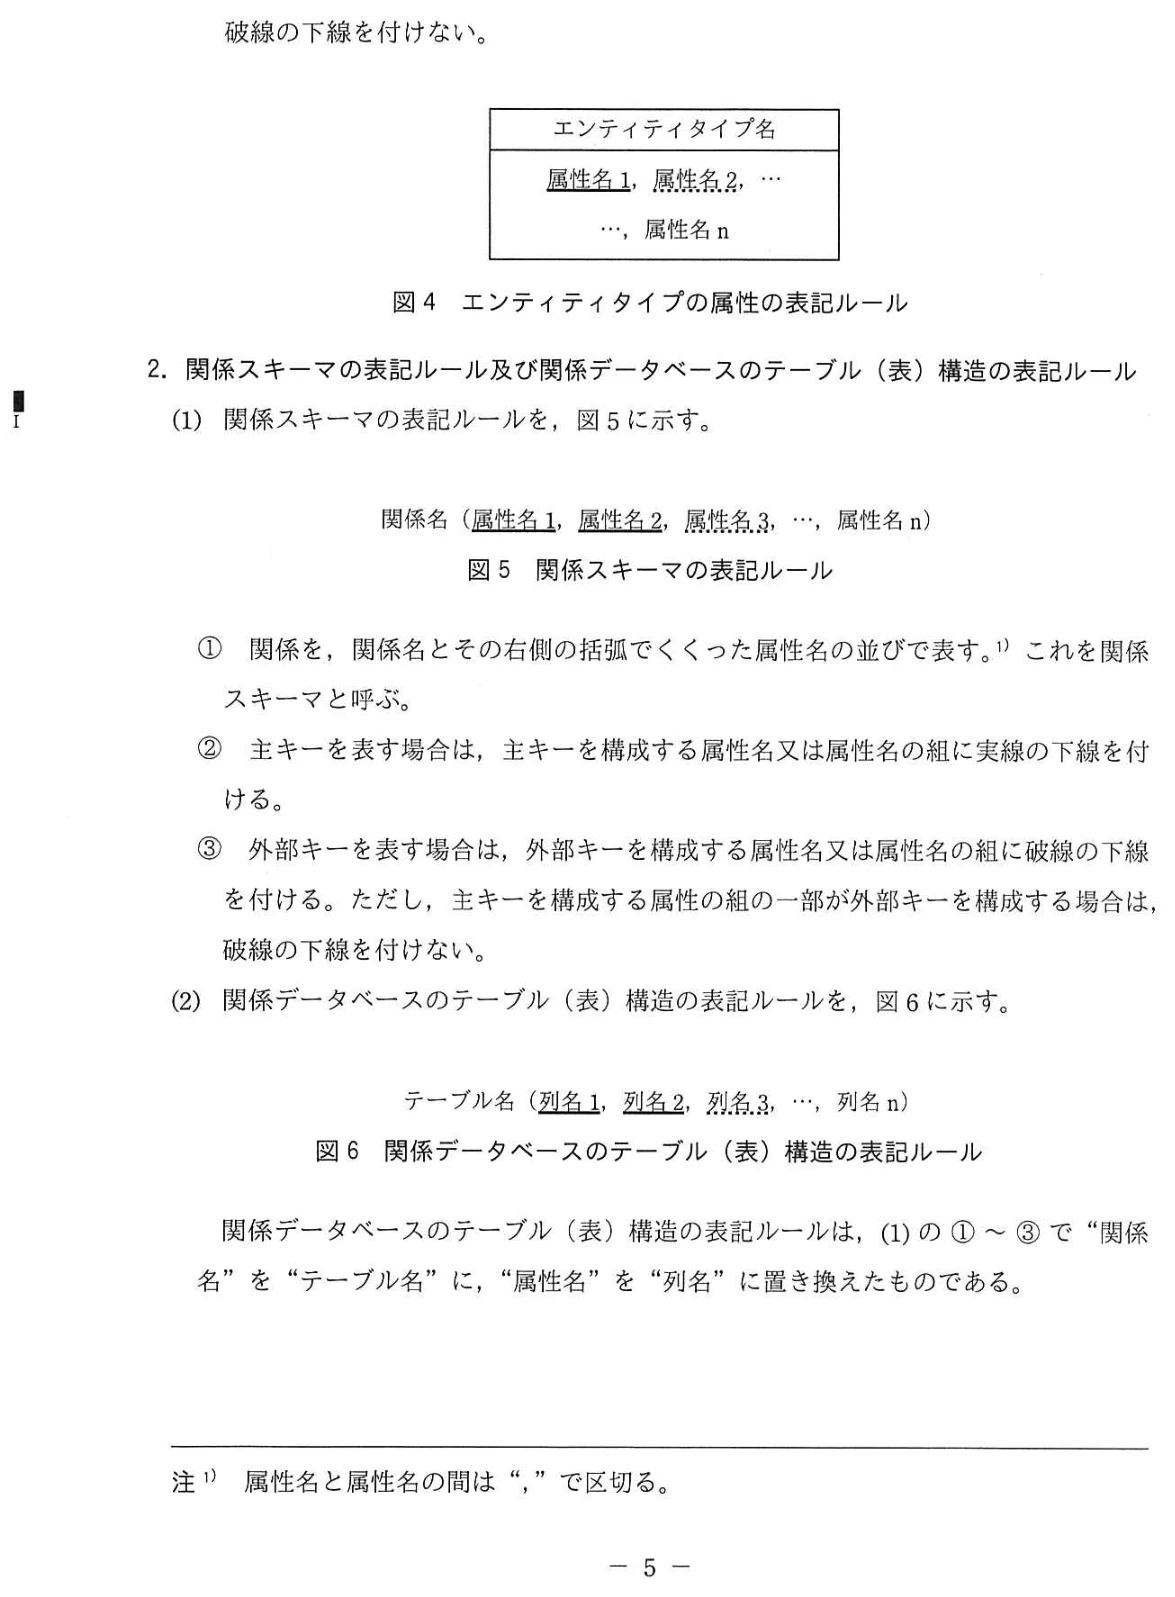 破線の下線を付けない。
エンティティタイプ名
属性名 1，属性名 2，…
…，属性名 n
図 4　エンティティタイプの属性の表記ルール
2．関係スキーマの表記ルール及び関係データベースのテーブル（表）構造の表記ルール
(1)　関係スキーマの表記ルールを，図 5 に示す。
I
関係名（属性名 1，属性名 2，属性名 3，…，属性名 n）
図 5　関係スキーマの表記ルール
①　関係を，関係名とその右側の括弧でくくった属性名の並びで表す。1) これを関係
スキーマと呼ぶ。
②　主キーを表す場合は，主キーを構成する属性名又は属性名の組に実線の下線を付
ける。
③　外部キーを表す場合は，外部キーを構成する属性名又は属性名の組に破線の下線
を付ける。ただし，主キーを構成する属性の組の一部が外部キーを構成する場合は，
破線の下線を付けない。
(2)　関係データベースのテーブル（表）構造の表記ルールを，図 6 に示す。
テーブル名（列名 1，列名 2，列名 3，…，列名 n）
図 6　関係データベースのテーブル（表）構造の表記ルール
関係データベースのテーブル（表）構造の表記ルールは，(1) の ① ～ ③ で “関係
名” を “テーブル名” に，“属性名” を “列名” に置き換えたものである。
注 1)　属性名と属性名の間は “，” で区切る。
－ 5 －